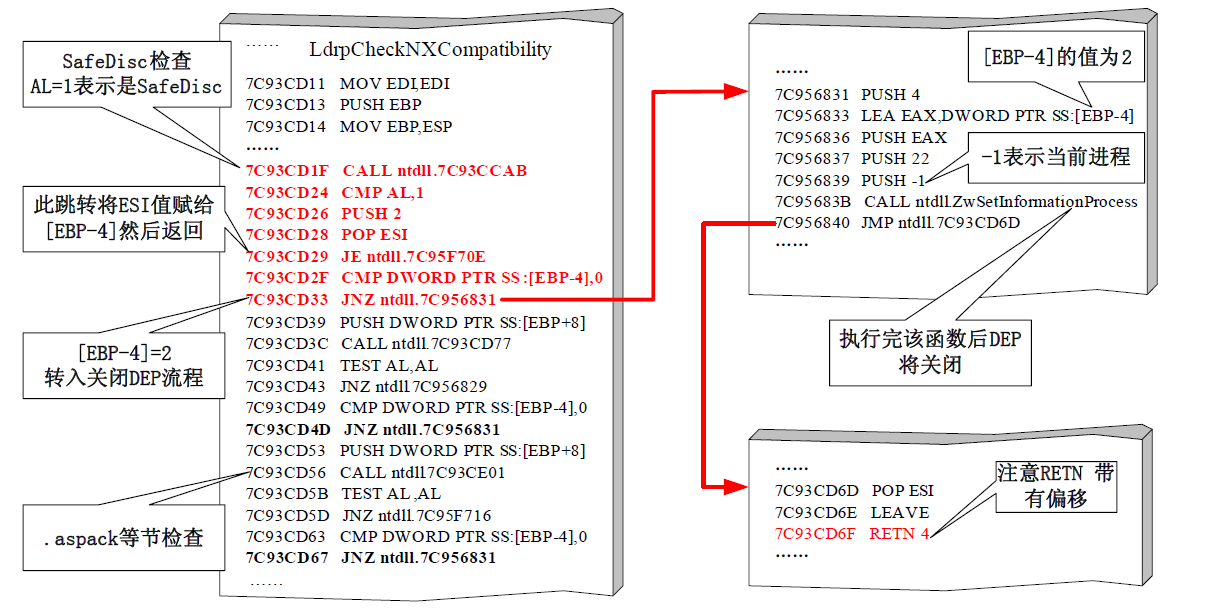 SafeDisc检查
AL=1表示是SafeDisc
此跳转将ESI值赋给
[EBP-4]然后返回
[EBP-4]=2
转入关闭DEP流程
.aspack等节检查
……
LdrpCheckNXCompatibility
7C93CD11 MOV EDI,EDI
7C93CD13 PUSH EBP
7C93CD14 MOV EBP,ESP
……
7C93CD1F CALL ntdll.7C93CCAB
7C93CD24 CMP AL,1
7C93CD26 PUSH 2
7C93CD28 POP ESI
7C93CD29 JE ntdll.7C95F70E
7C93CD2F CMP DWORD PTR SS:[EBP-4],0
7C93CD33 JNZ ntdll.7C956831
7C93CD39 PUSH DWORD PTR SS:[EBP+8]
7C93CD3C CALL ntdll.7C93CD77
7C93CD41 TEST AL,AL
7C93CD43 JNZ ntdll.7C956829
7C93CD49 CMP DWORD PTR SS:[EBP-4],0
7C93CD4D JNZ ntdll.7C956831
7C93CD53 PUSH DWORD PTR SS:[EBP+8]
7C93CD56 CALL ntdll7C93CE01
7C93CD5B TEST AL,AL
7C93CD5D JNZ ntdll.7C95F716
7C93CD63 CMP DWORD PTR SS:[EBP-4],0
7C93CD67 JNZ ntdll.7C956831
……
[EBP-4]的值为2
……
7C956831 PUSH 4
7C956833 LEA EAX,DWORD PTR SS:[EBP-4]
7C956836 PUSH EAX
7C956837 PUSH 22
7C956839 PUSH -1
7C95683B CALL ntdll.ZwSetInformationProcess
7C956840 JMP ntdll.7C93CD6D
……
-1表示当前进程
执行完该函数后DEP
将关闭
……
7C93CD6D POP ESI
7C93CD6E LEAVE
7C93CD6F RETN 4
……
注意RETN 带
有偏移